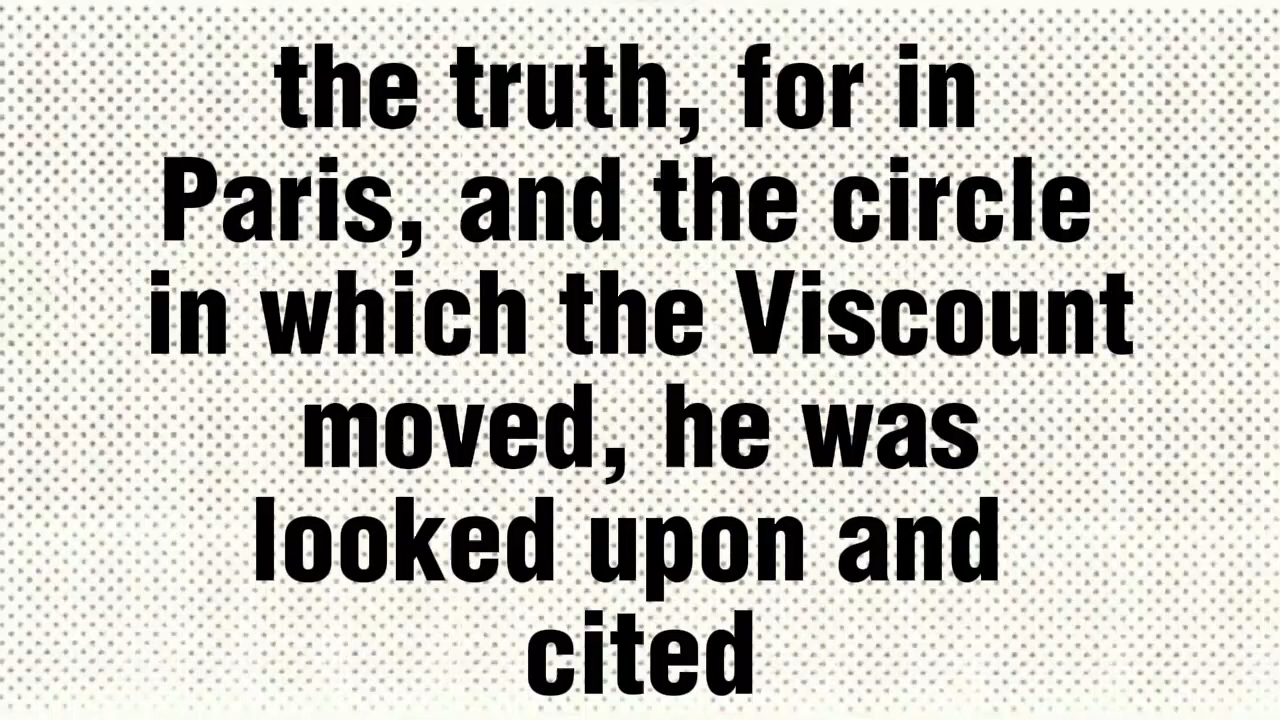 the truth, for in
Paris, and the circle
in which the Viscount
moved, he was
looked upon and
cited